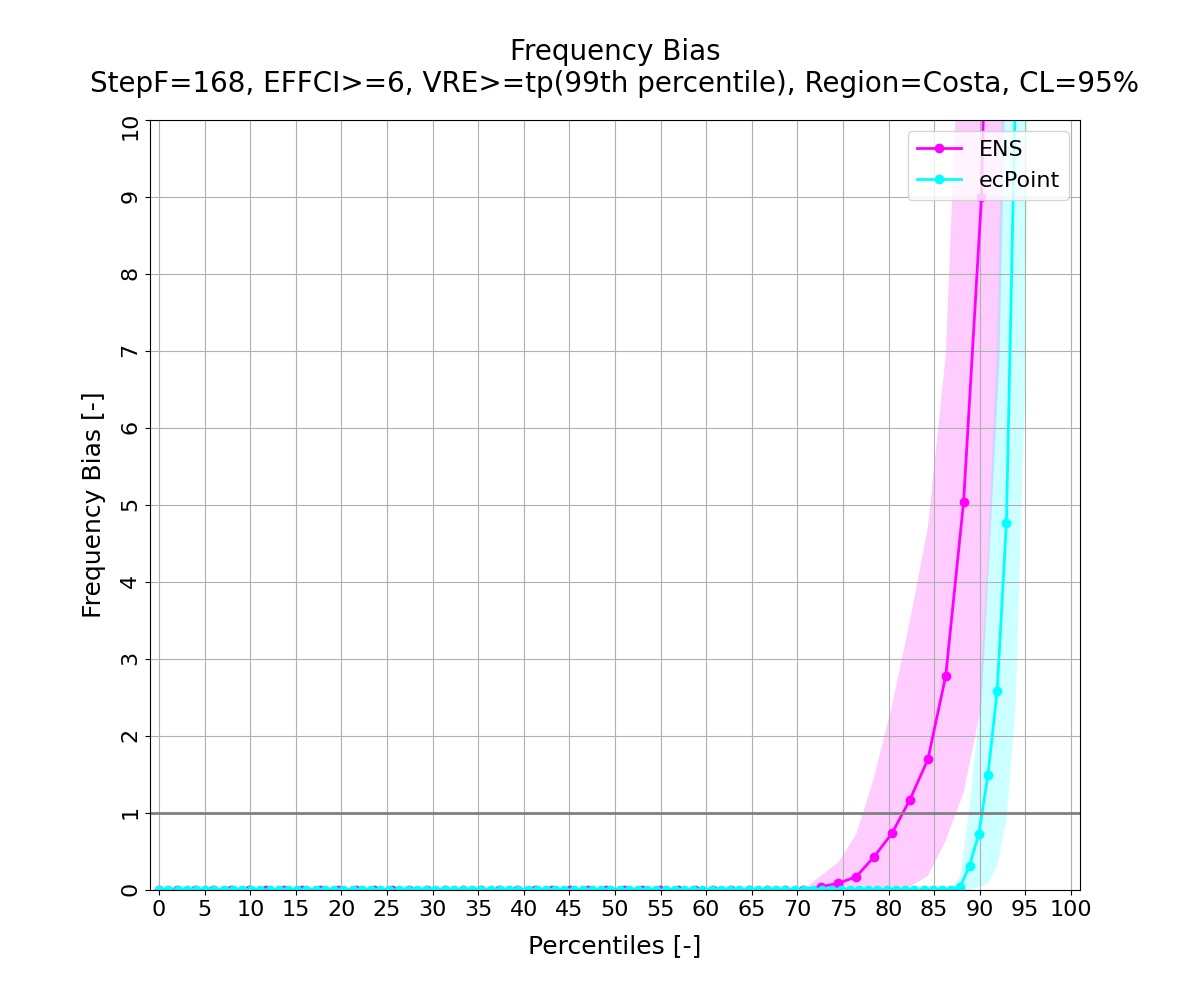 Frequency Bias
StepF=168, EFFCI>=6, VRE>=tp(99th percentile), Region=Costa, CL=95%
10
9
8
7
6
5
4
3
2
1
0
Frequency Bias [-]
ENS
ecPoint
0 5 10 15 20 25 30 35 40 45 50 55 60 65 70 75 80 85 90 95 100
Percentiles [-]